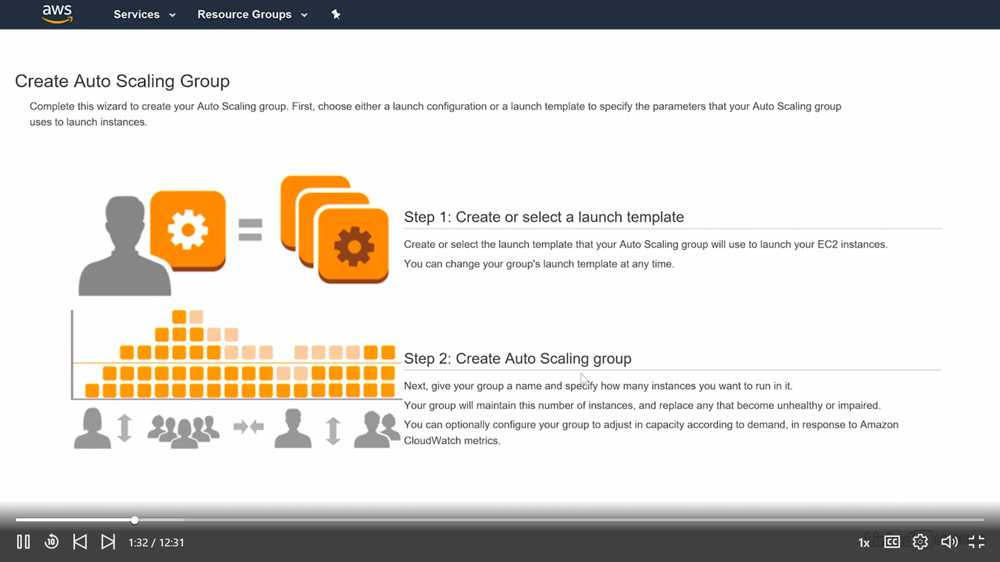 aws Services Resource Groups
Create Auto Scaling Group
Complete this wizard to create your Auto Scaling group. First, choose either a launch configuration or a launch template to specify the parameters that your Auto Scaling group
uses to launch instances.
Step 1: Create or select a launch template
Create or select the launch template that your Auto Scaling group will use to launch your EC2 instances.
You can change your group's launch template at any time.
Step 2: Create Auto Scaling group
Next, give your group a name and specify how many instances you want to run in it.
Your group will maintain this number of instances, and replace any that become unhealthy or impaired.
You can optionally configure your group to adjust in capacity according to demand, in response to Amazon
CloudWatch metrics.
10 1:32 / 12:31 1x CC